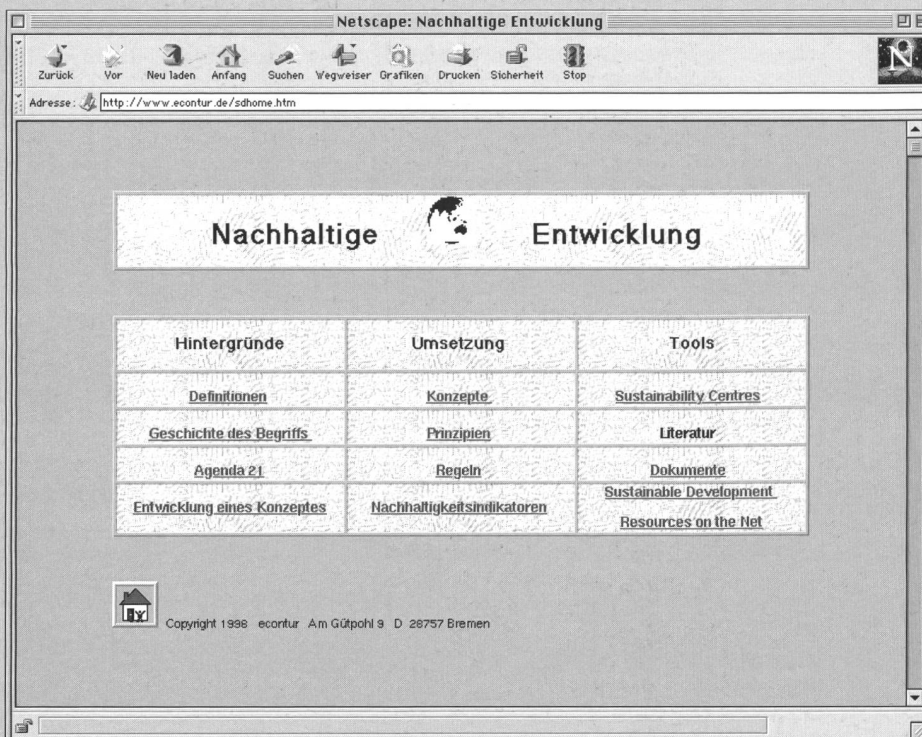 Netscape: Nachhaltige Entwicklung
Zurück Vor Neu laden Anfang Suchen Wegweiser Grafiken Drucken Sicherheit Stop
N
Adresse: http://www.econtur.de/sdhome.htm
Nachhaltige Entwicklung
Hintergründe Umsetzung Tools
Definitionen Konzepte Sustainability Centres
Geschichte des Begriffs Prinzipien Literatur
Agenda 21 Regeln Dokumente
Entwicklung eines Konzeptes Nachhaltigkeitsindikatoren Sustainable Development
Resources on the Net
Copyright 1998 econtur Am Gütpohl 9 D 28757 Bremen